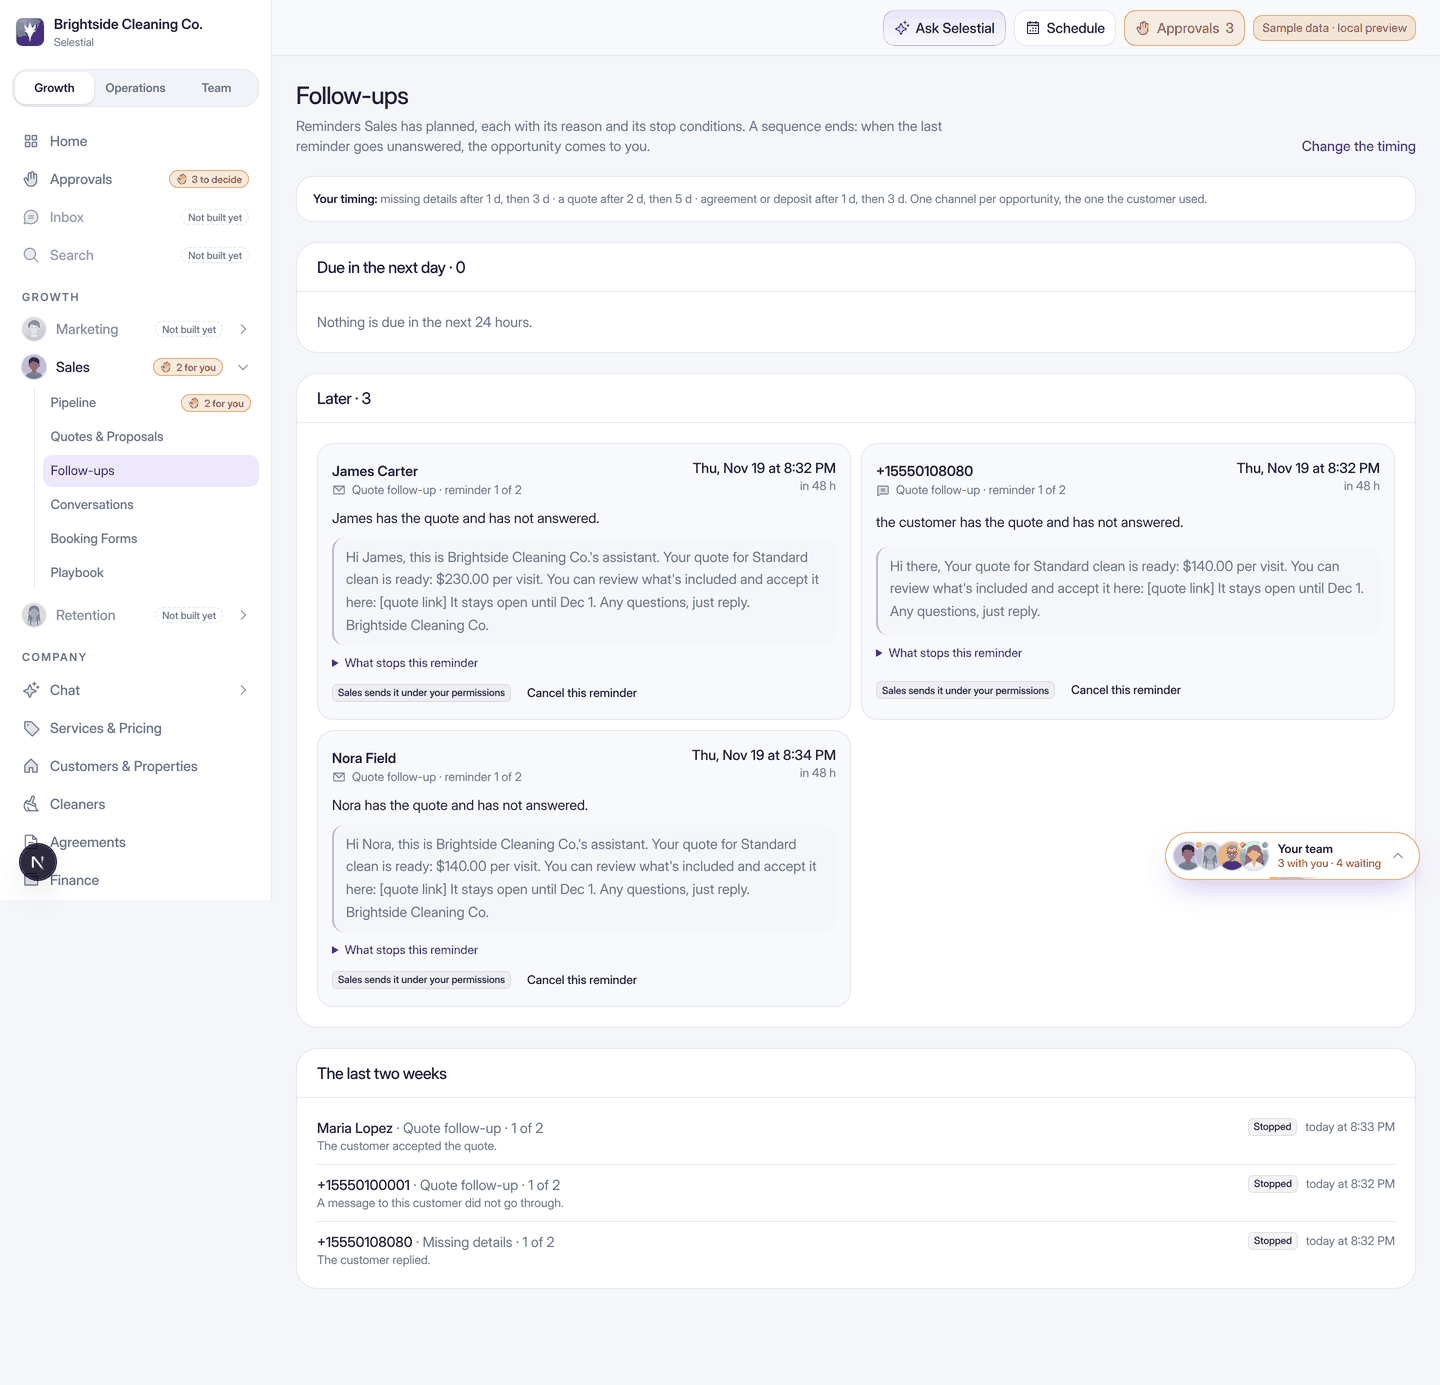 Brightside Cleaning Co.
Selestial
Growth
Operations
Team
Home
Approvals
3 to decide
Inbox
Not built yet
Search
Not built yet
GROWTH
Marketing
Not built yet
Sales
2 for you
Pipeline
2 for you
Quotes & Proposals
Follow-ups
Conversations
Booking Forms
Playbook
Retention
Not built yet
COMPANY
Chat
Services & Pricing
Customers & Properties
Cleaners
Agreements
N
Finance
Ask Selestial
Schedule
Approvals 3
Sample data · local preview
Follow-ups
Reminders Sales has planned, each with its reason and its stop conditions. A sequence ends: when the last
reminder goes unanswered, the opportunity comes to you.
Change the timing
Your timing: missing details after 1 d, then 3 d · a quote after 2 d, then 5 d · agreement or deposit after 1 d, then 3 d. One channel per opportunity, the one the customer used.
Due in the next day · 0
Nothing is due in the next 24 hours.
Later · 3
James Carter
Thu, Nov 19 at 8:32 PM
Quote follow-up · reminder 1 of 2
in 48 h
James has the quote and has not answered.
Hi James, this is Brightside Cleaning Co.'s assistant. Your quote for Standard
clean is ready: $230.00 per visit. You can review what's included and accept it
here: [quote link] It stays open until Dec 1. Any questions, just reply.
Brightside Cleaning Co.
What stops this reminder
Sales sends it under your permissions
Cancel this reminder
+15550108080
Thu, Nov 19 at 8:32 PM
Quote follow-up · reminder 1 of 2
in 48 h
the customer has the quote and has not answered.
Hi there, Your quote for Standard clean is ready: $140.00 per visit. You can
review what's included and accept it here: [quote link] It stays open until Dec 1.
Any questions, just reply.
What stops this reminder
Sales sends it under your permissions
Cancel this reminder
Nora Field
Thu, Nov 19 at 8:34 PM
Quote follow-up · reminder 1 of 2
in 48 h
Nora has the quote and has not answered.
Hi Nora, this is Brightside Cleaning Co.'s assistant. Your quote for Standard
clean is ready: $140.00 per visit. You can review what's included and accept it
here: [quote link] It stays open until Dec 1. Any questions, just reply.
Brightside Cleaning Co.
What stops this reminder
Sales sends it under your permissions
Cancel this reminder
Your team
3 with you · 4 waiting
The last two weeks
Maria Lopez · Quote follow-up · 1 of 2
Stopped
today at 8:33 PM
The customer accepted the quote.
+15550100001 · Quote follow-up · 1 of 2
Stopped
today at 8:32 PM
A message to this customer did not go through.
+15550108080 · Missing details · 1 of 2
Stopped
today at 8:32 PM
The customer replied.